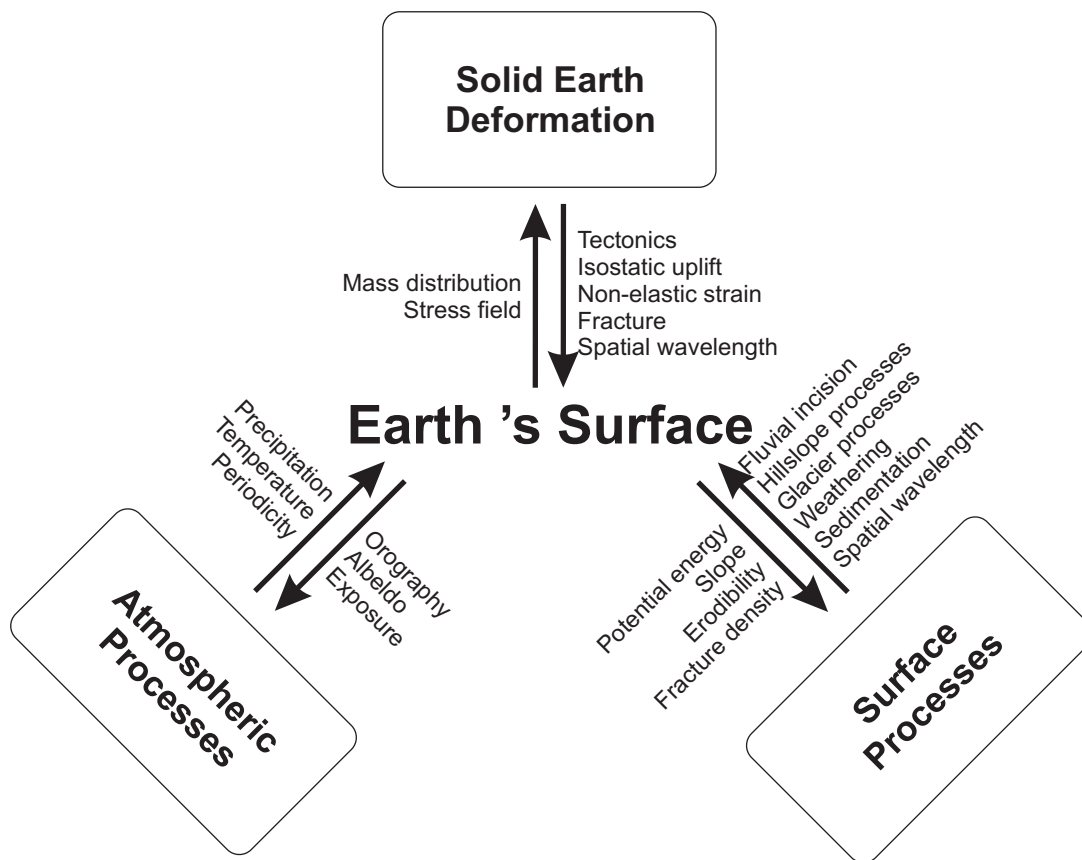 Solid Earth
Deformation
Mass distribution
Stress field
Tectonics
Isostatic uplift
Non-elastic strain
Fracture
Spatial wavelength
Earth 's Surface
Precipitation
Temperature
Periodicity
Orography
Albeldo
Exposure
Atmospheric
Processes
Fluvial incision
Hillslope processes
Glacier processes
Weathering
Sedimentation
Spatial wavelength
Potential energy
Slope
Erodibility
Fracture density
Surface
Processes